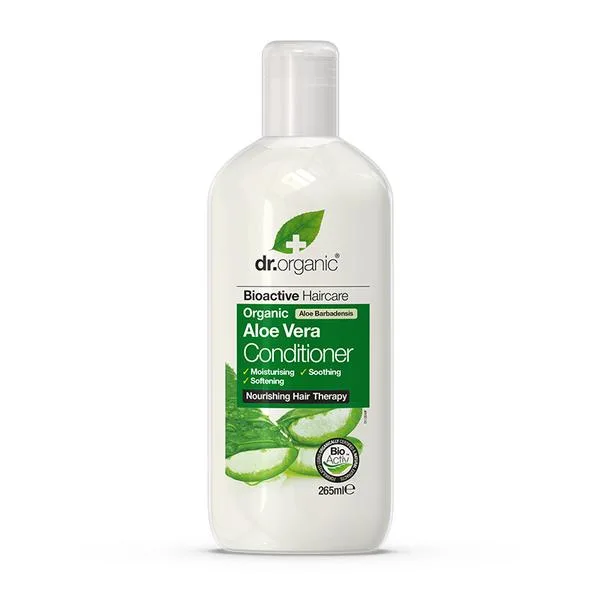 dr.organic®
Bioactive Haircare
Organic Aloe Barbadensis
Aloe Vera
Conditioner
✓ Moisturising ✓ Soothing
✓ Softening
Nourishing Hair Therapy
Bio
Activ
265ml℮